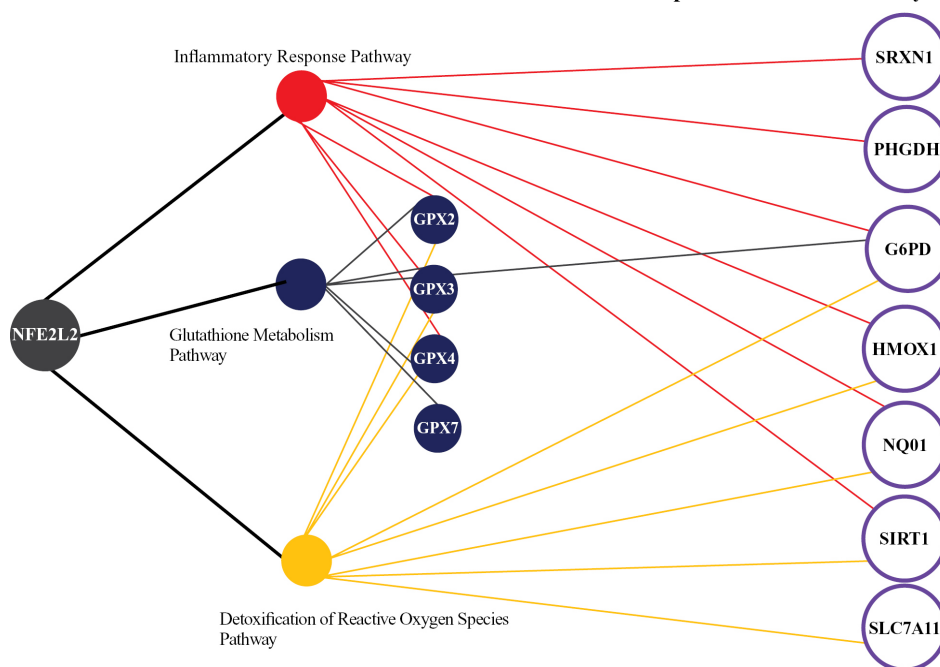 Inflammatory Response Pathway
SRXN1
PHGDH
GPX2
G6PD
GPX3
NFE2L2
Glutathione Metabolism
Pathway
HMOX1
GPX4
GPX7
NQ01
SIRT1
Detoxification of Reactive Oxygen Species
Pathway
SLC7A11